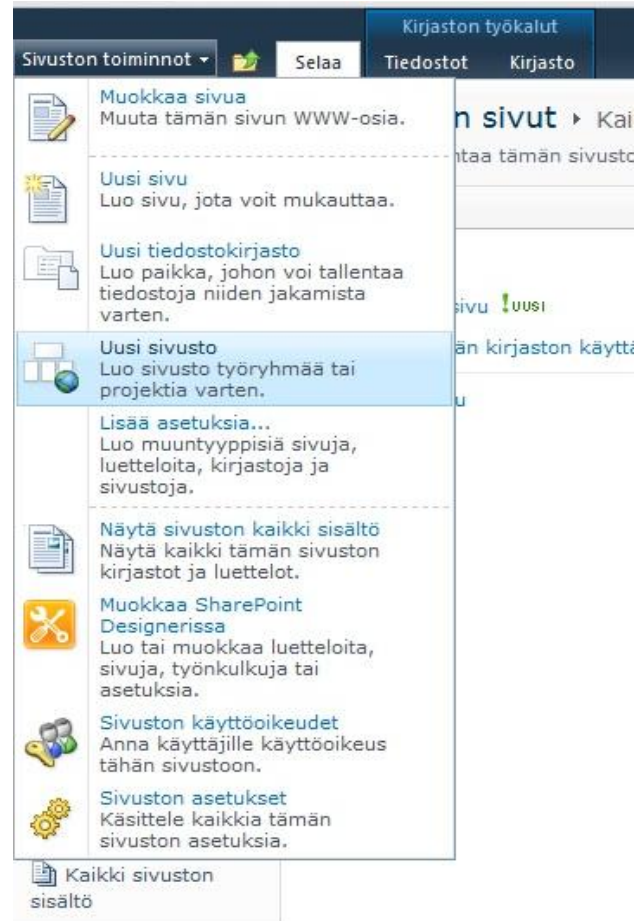 Kirjaston työkalut
Sivuston toiminnot
Selaa
Tiedostot
Kirjasto
Muokkaa sivua
Muuta tämän sivun WWW-osia.
Uusi sivu
Luo sivu, jota voit mukauttaa.
Uusi tiedostokirjasto
Luo paikka, johon voi tallentaa
tiedostoja niiden jakamista
varten.
Uusi sivusto
Luo sivusto työryhmää tai
projektia varten.
Lisää asetuksia...
Luo muuntyyppisiä sivuja,
luetteloita, kirjastoja ja
sivustoja.
Näytä sivuston kaikki sisältö
Näytä kaikki tämän sivuston
kirjastot ja luettelot.
Muokkaa SharePoint
Designerissa
Luo tai muokkaa luetteloita,
sivuja, työnkulkuja tai
asetuksia.
Sivuston käyttöoikeudet
Anna käyttäjille käyttöoikeus
tähän sivustoon.
Sivuston asetukset
Käsittele kaikkia tämän
sivuston asetuksia.
Kaikki sivuston
sisältö
n sivut ▸ Kai
ntaa tämän sivusto
sivu !UUSI
än kirjaston käyttä
u